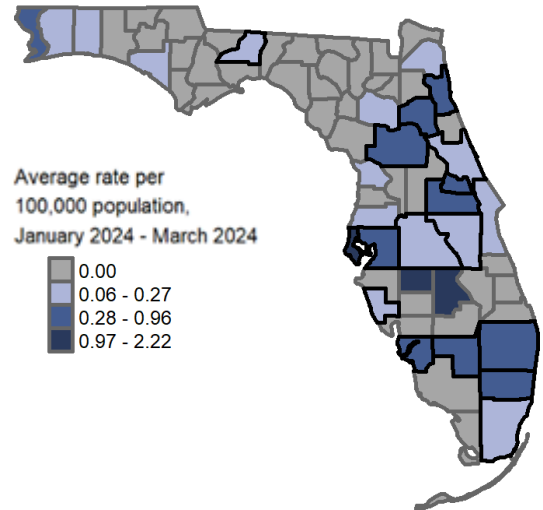 Average rate per
100,000 population,
January 2024 - March 2024
0.00
0.06 - 0.27
0.28 - 0.96
0.97 - 2.22